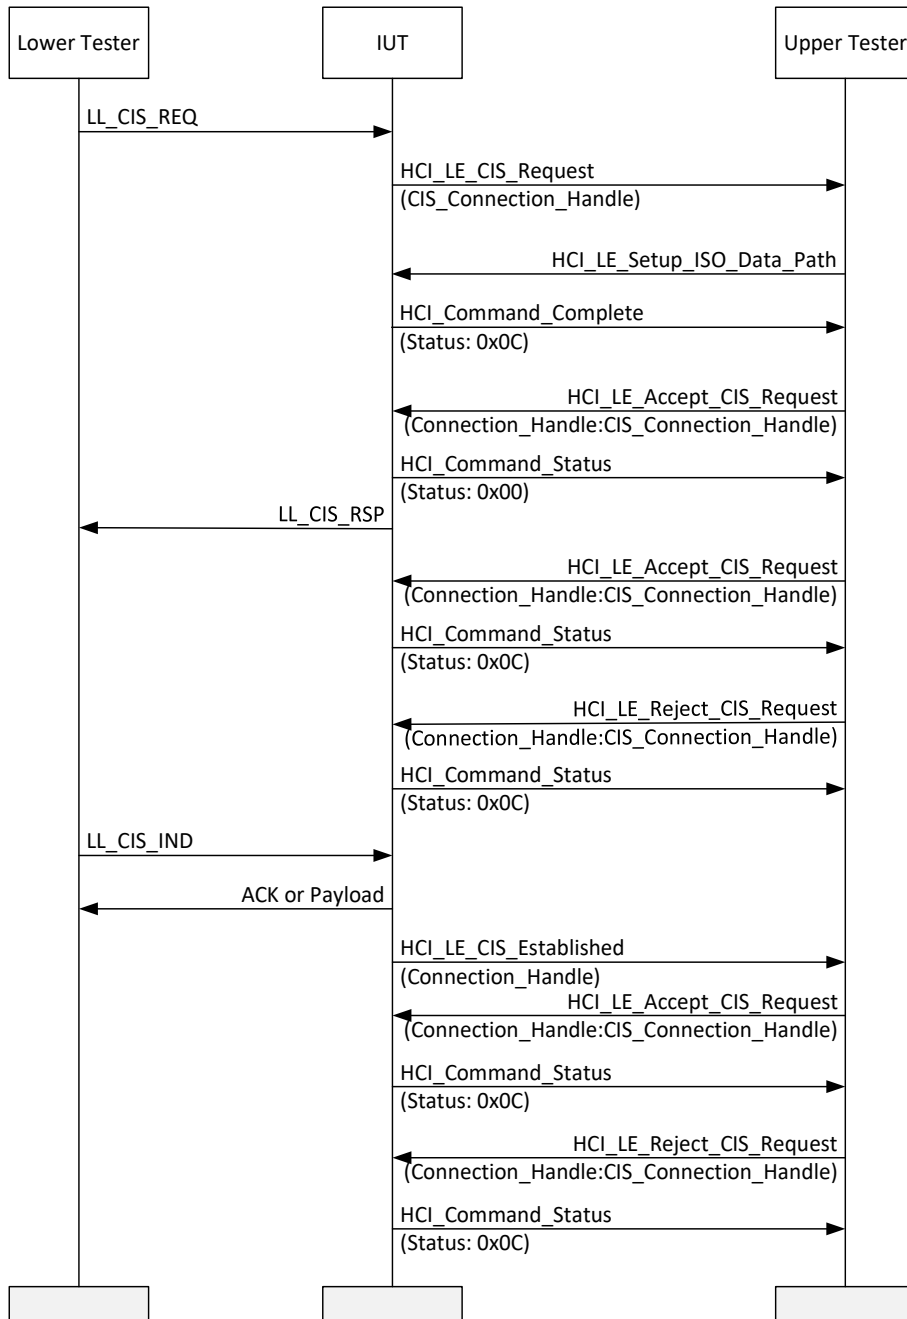 Lower Tester
IUT
Upper Tester
LL_CIS_REQ
HCI_LE_CIS_Request
(CIS_Connection_Handle)
HCI_LE_Setup_ISO_Data_Path
HCI_Command_Complete
(Status: 0x0C)
HCI_LE_Accept_CIS_Request
(Connection_Handle:CIS_Connection_Handle)
HCI_Command_Status
(Status: 0x00)
LL_CIS_RSP
HCI_LE_Accept_CIS_Request
(Connection_Handle:CIS_Connection_Handle)
HCI_Command_Status
(Status: 0x0C)
HCI_LE_Reject_CIS_Request
(Connection_Handle:CIS_Connection_Handle)
HCI_Command_Status
(Status: 0x0C)
LL_CIS_IND
ACK or Payload
HCI_LE_CIS_Established
(Connection_Handle)
HCI_LE_Accept_CIS_Request
(Connection_Handle:CIS_Connection_Handle)
HCI_Command_Status
(Status: 0x0C)
HCI_LE_Reject_CIS_Request
(Connection_Handle:CIS_Connection_Handle)
HCI_Command_Status
(Status: 0x0C)